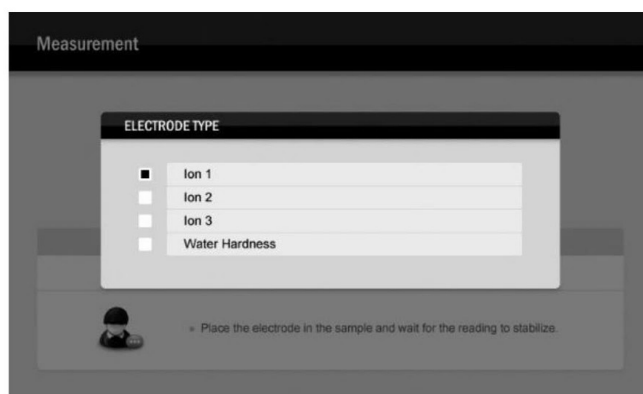 Measurement
ELECTRODE TYPE
Ion 1
Ion 2
Ion 3
Water Hardness
Place the electrode in the sample and wait for the reading to stabilize.